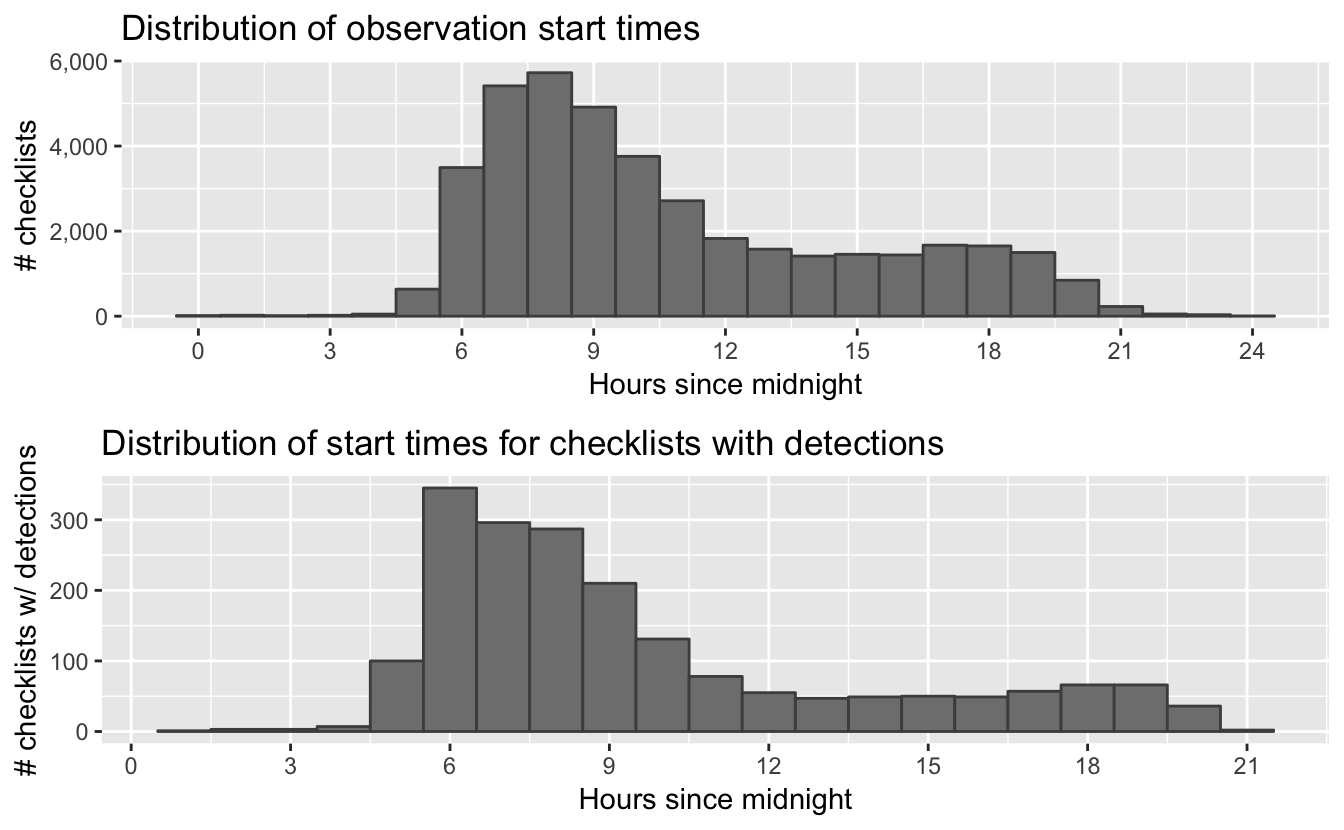 Distribution of observation start times
# checklists
6,000
4,000
2,000
0
0 3 6 9 12 15 18 21 24
Hours since midnight
Distribution of start times for checklists with detections
# checklists w/ detections
300
200
100
0
0 3 6 9 12 15 18 21
Hours since midnight